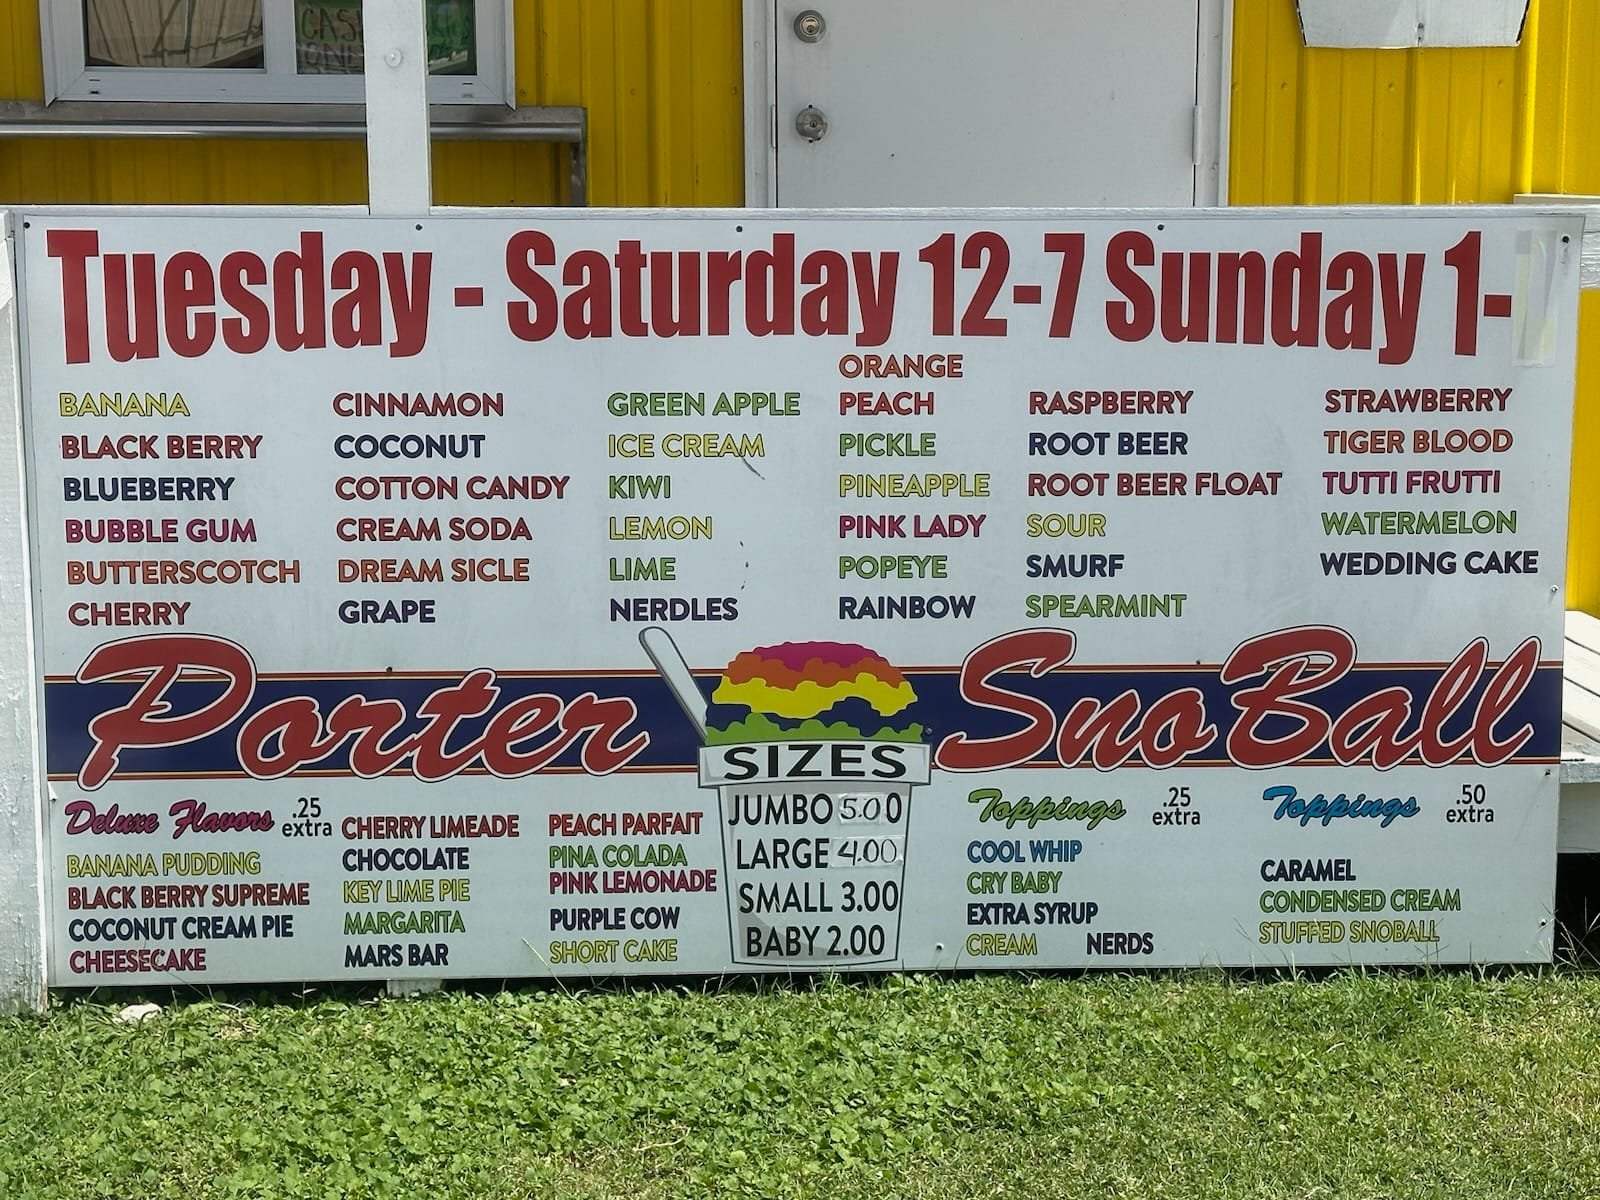 CASH
ONLY
Tuesday - Saturday 12-7 Sunday 1-
BANANA
BLACK BERRY
BLUEBERRY
BUBBLE GUM
BUTTERSCOTCH
CHERRY
CINNAMON
COCONUT
COTTON CANDY
CREAM SODA
DREAM SICLE
GRAPE
GREEN APPLE
ICE CREAM
KIWI
LEMON
LIME
NERDLES
ORANGE
PEACH
PICKLE
PINEAPPLE
PINK LADY
POPEYE
RAINBOW
RASPBERRY
ROOT BEER
ROOT BEER FLOAT
SOUR
SMURF
SPEARMINT
STRAWBERRY
TIGER BLOOD
TUTTI FRUTTI
WATERMELON
WEDDING CAKE
Porter SnoBall
Deluxe Flavors .25 extra
BANANA PUDDING
BLACK BERRY SUPREME
COCONUT CREAM PIE
CHEESECAKE
CHERRY LIMEADE
CHOCOLATE
KEY LIME PIE
MARGARITA
MARS BAR
PEACH PARFAIT
PINA COLADA
PINK LEMONADE
PURPLE COW
SHORT CAKE
SIZES
JUMBO 5.00
LARGE 4.00
SMALL 3.00
BABY 2.00
Toppings .25 extra
COOL WHIP
CRY BABY
EXTRA SYRUP
CREAM NERDS
Toppings .50 extra
CARAMEL
CONDENSED CREAM
STUFFED SNOBALL